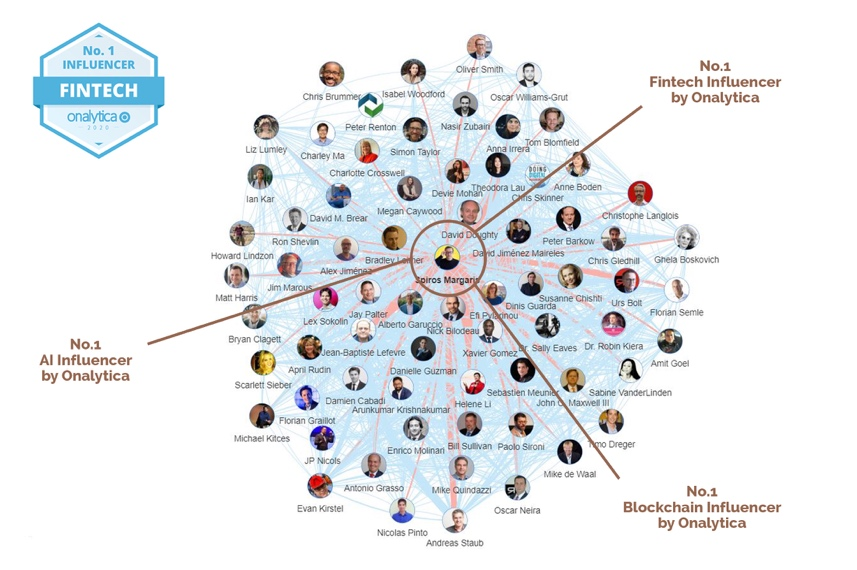 No. 1
INFLUENCER
FINTECH
onalytica
2020
No.1
Fintech Influencer
by Onalytica
Oliver Smith
Chris Brummer
Isabel Woodford
Oscar Williams-Grut
Peter Renton
Nasir Zubairi
Liz Lumley
Charley Ma
Simon Taylor
Anna Irrera
Tom Blomfield
Charlotte Crosswell
DOING
Ian Kar
Devie Mohan
Theodora Lau
Anne Boden
Chris Skinner
David M. Brear
Megan Caywood
Christophe Langlois
Ron Shevlin
David Doughty
Peter Barkow
Howard Lindzon
Alex Jiménez
Bradley Leimer
David Jiménez Maireles
Chris Gledhill
Ghela Boskovich
Matt Harris
Jim Marous
Spiros Margaris
Susanne Chishti
Urs Bolt
Lex Sokolin
Jay Palter
Alberto Garuccio
Efi Pylarinou
Dinis Guarda
Florian Semle
Bryan Clagett
Nick Bilodeau
No.1
AI Influencer
by Onalytica
Jean-Baptiste Lefevre
Xavier Gomez
Dr. Sally Eaves
Dr. Robin Kiera
Amit Goel
Scarlett Sieber
April Rudin
Danielle Guzman
Damien Cabadi
Arunkumar Krishnakumar
Helene Li
Sebastien Meunier
John C. Maxwell III
Sabine VanderLinden
Florian Graillot
Michael Kitces
Enrico Molinari
Bill Sullivan
Paolo Sironi
Timo Dreger
JP Nicols
Antonio Grasso
Mike Quindazzi
Mike de Waal
Evan Kirstel
Oscar Neira
Nicolas Pinto
Andreas Staub
No.1
Blockchain Influencer
by Onalytica